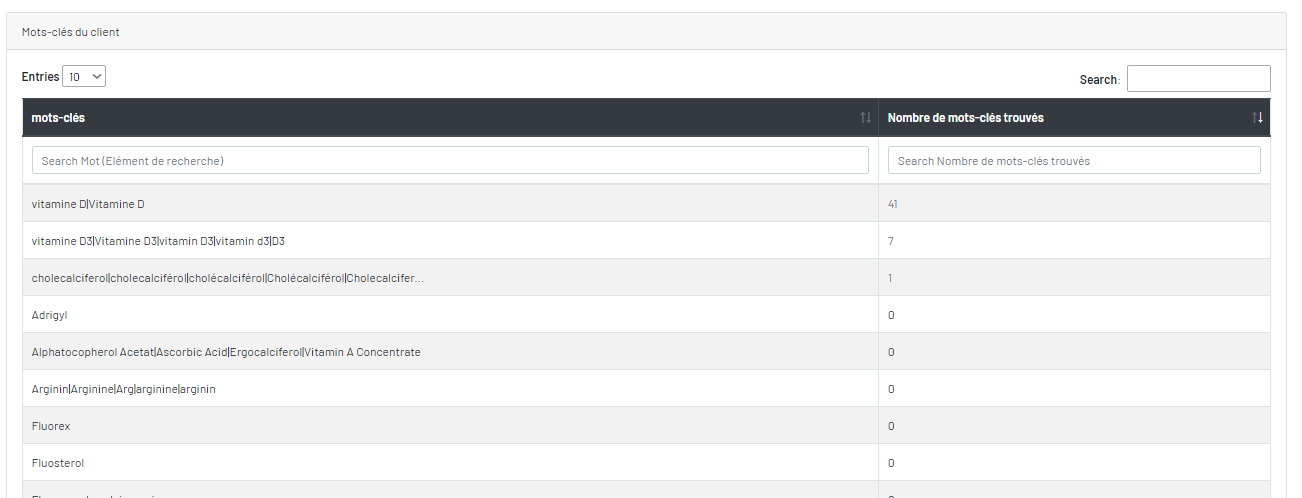 Mots-clés du client
Entries 10
Search:
mots-clés Nombre de mots-clés trouvés
Search Mot (Elément de recherche) Search Nombre de mots-clés trouvés
vitamine D|Vitamine D 41
vitamine D3|Vitamine D3|vitamin D3|vitamin d3|D3 7
cholecalciferol|cholecalciférol|cholécalciférol|Cholécalciférol|Cholecalcifer... 1
Adrigyl 0
Alphatocopherol Acetat|Ascorbic Acid|Ergocalciferol|Vitamin A Concentrate 0
Arginin|Arginine|Arg|arginine|arginin 0
Fluorex 0
Fluosterol 0